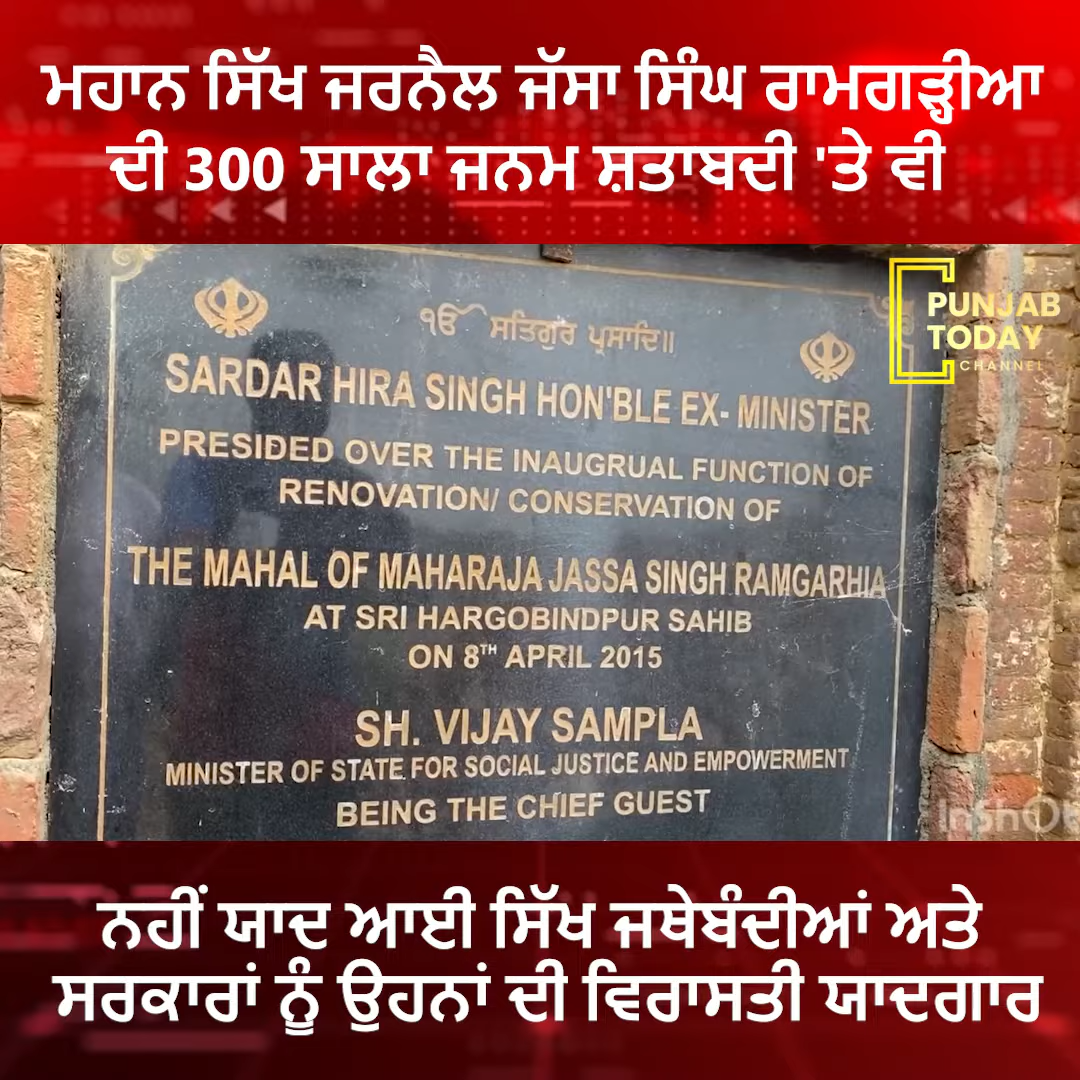 ਮਹਾਨ ਸਿੱਖ ਜਰਨੈਲ ਜੱਸਾ ਸਿੰਘ ਰਾਮਗੜ੍ਹੀਆ
ਦੀ 300 ਸਾਲਾ ਜਨਮ ਸ਼ਤਾਬਦੀ 'ਤੇ ਵੀ
PUNJAB
TODAY
CHANNEL
ੴ ਸਤਿਗੁਰ ਪ੍ਰਸਾਦਿ॥
SARDAR HIRA SINGH HON'BLE EX- MINISTER
PRESIDED OVER THE INAUGRUAL FUNCTION OF
RENOVATION/ CONSERVATION OF
THE MAHAL OF MAHARAJA JASSA SINGH RAMGARHIA
AT SRI HARGOBINDPUR SAHIB
ON 8TH APRIL 2015
SH. VIJAY SAMPLA
MINISTER OF STATE FOR SOCIAL JUSTICE AND EMPOWERMENT
BEING THE CHIEF GUEST
InShOt
ਨਹੀਂ ਯਾਦ ਆਈ ਸਿੱਖ ਜਥੇਬੰਦੀਆਂ ਅਤੇ
ਸਰਕਾਰਾਂ ਨੂੰ ਉਹਨਾਂ ਦੀ ਵਿਰਾਸਤੀ ਯਾਦਗਾਰ